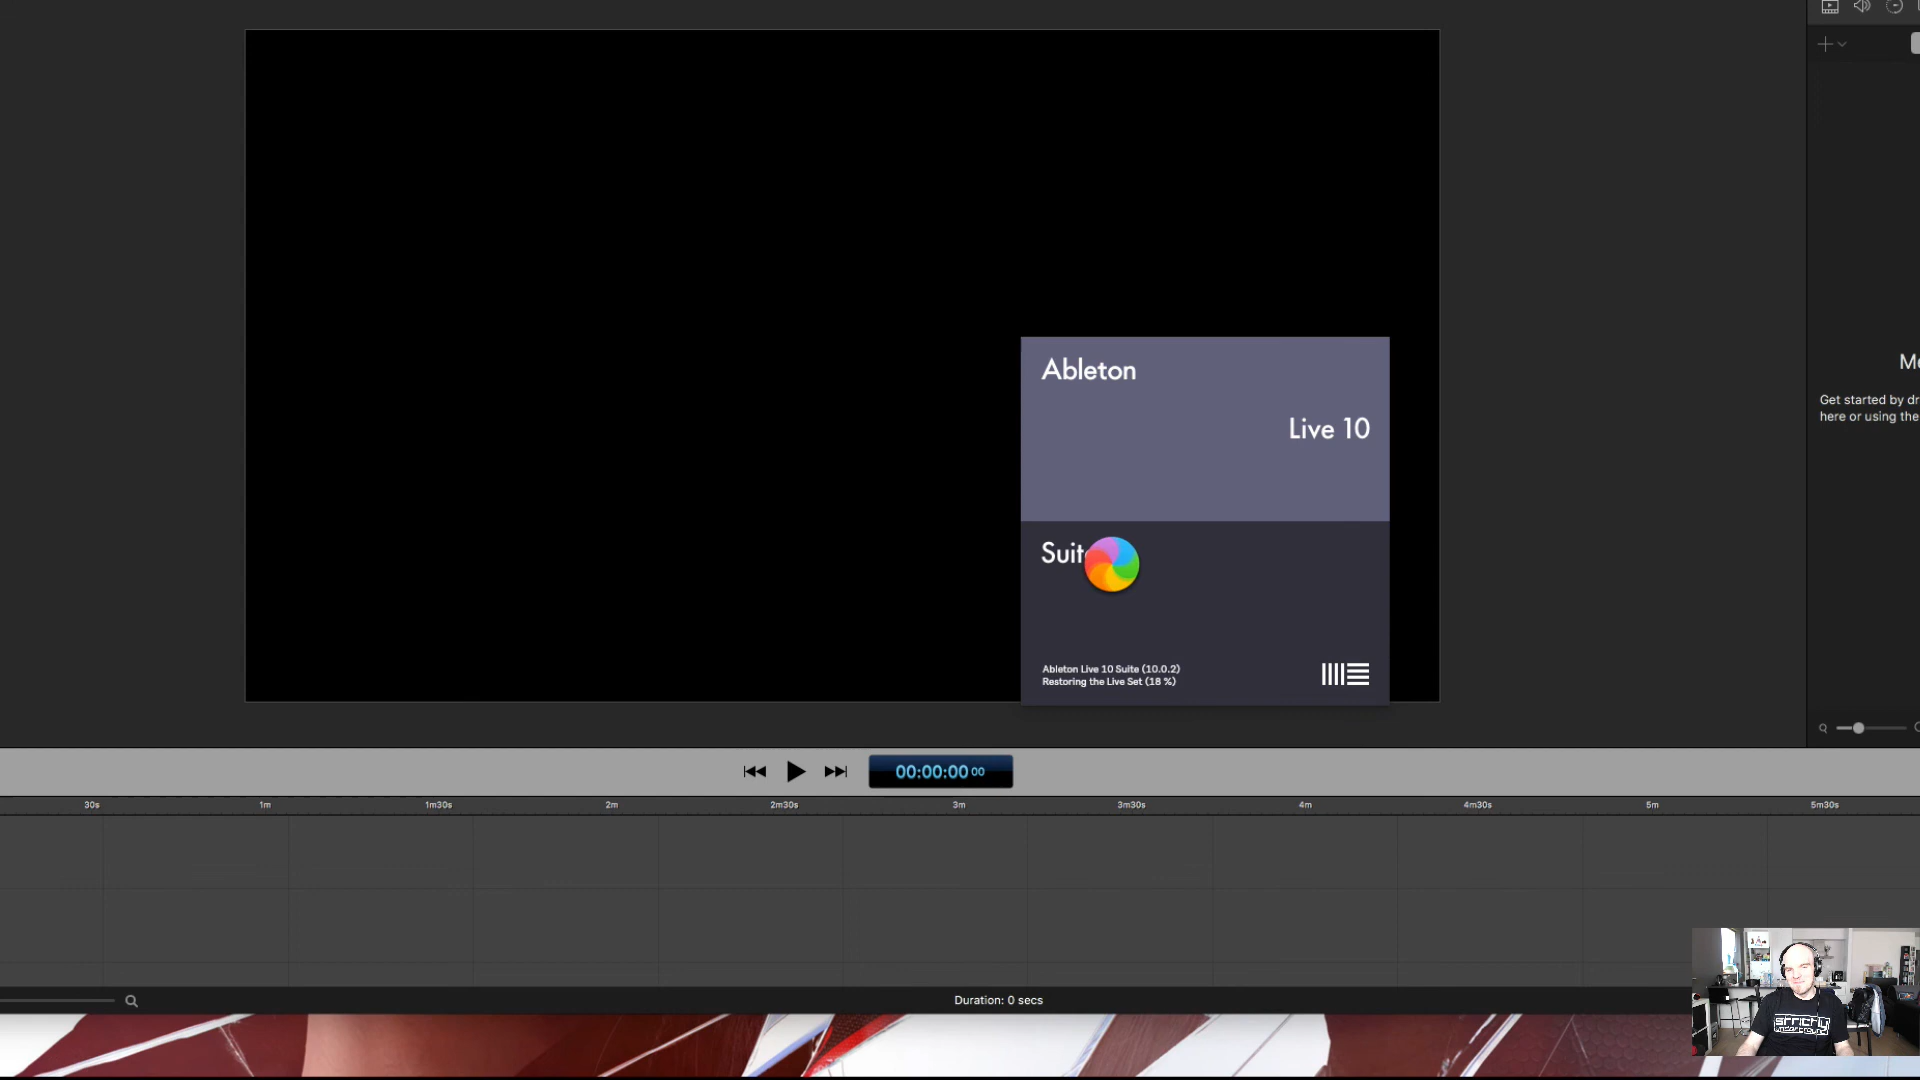 Ableton
Live 10
Suite
Ableton Live 10 Suite (10.0.2)
Restoring the Live Set (18 %)
Get started by
here or using the
00:00:00 00
30s
1m
1m30s
2m
2m30s
3m
3m30s
4m
4m30s
5m
5m30s
Duration: 0 secs
strictly
underground